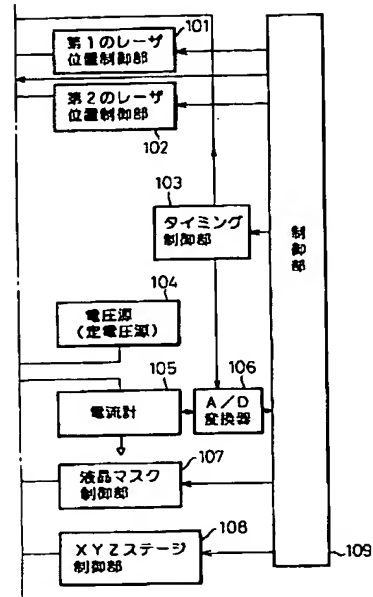 101
第1のレーザ
位置制御部
第2のレーザ
位置制御部
102
103
タイミング
制御部
制御部
104
電圧源
(定電圧源)
105
電流計
106
A/D
変換器
107
液晶マスク
制御部
108
XYZステージ
制御部
109